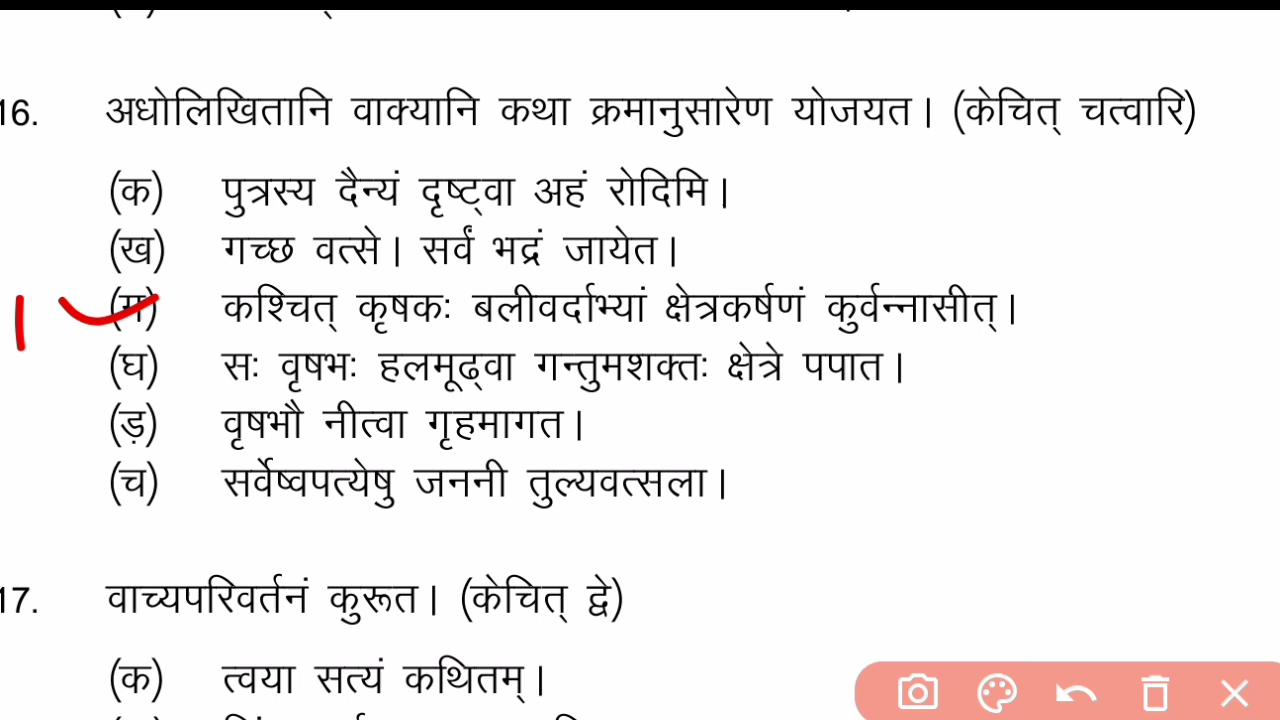 16. अधोलिखितानि वाक्यानि कथा क्रमानुसारेण योजयत। (केचित् चत्वारि)
(क) पुत्रस्य दैन्यं दृष्ट्वा अहं रोदिमि।
(ख) गच्छ वत्से। सर्वं भद्रं जायेत।
1 (ग) कश्चित् कृषकः बलीवर्दाभ्यां क्षेत्रकर्षणं कुर्वन्नासीत्।
(घ) सः वृषभः हलमूढ्वा गन्तुमशक्तः क्षेत्रे पपात।
(ड़) वृषभौ नीत्वा गृहमागत।
(च) सर्वेष्वपत्येषु जननी तुल्यवत्सला।
17. वाच्यपरिवर्तनं कुरूत। (केचित् द्वे)
(क) त्वया सत्यं कथितम्।